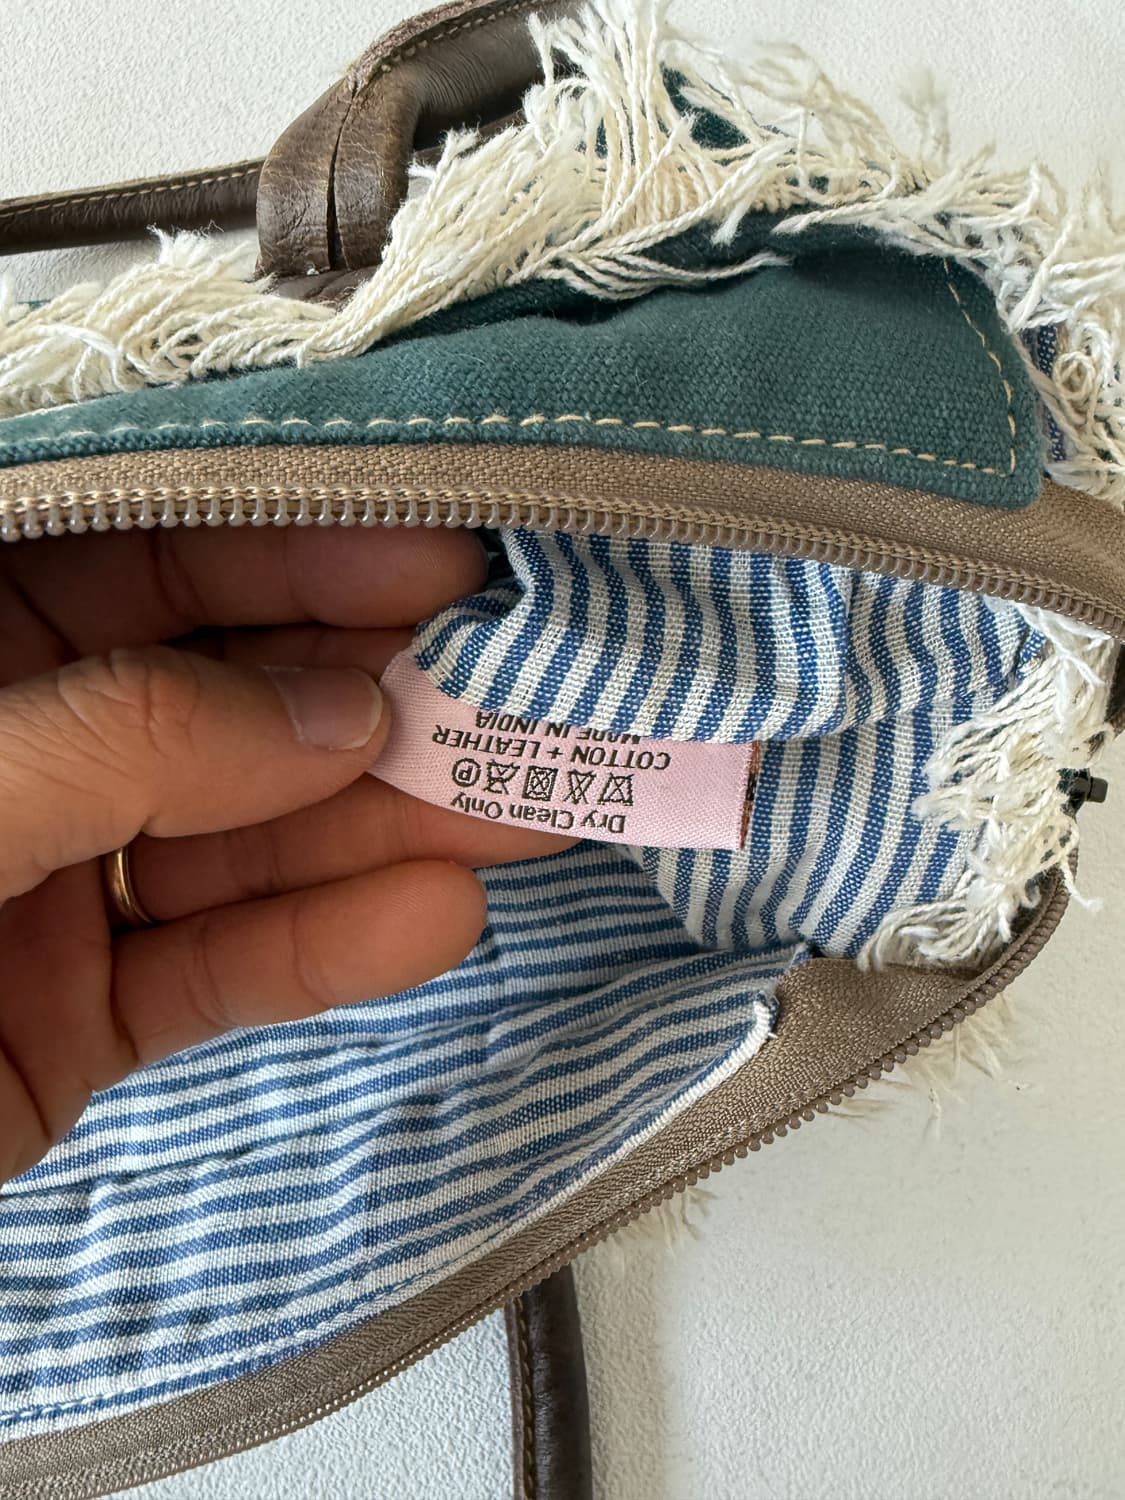 Dry Clean Only
P
COTTON + LEATHER
MADE IN INDIA